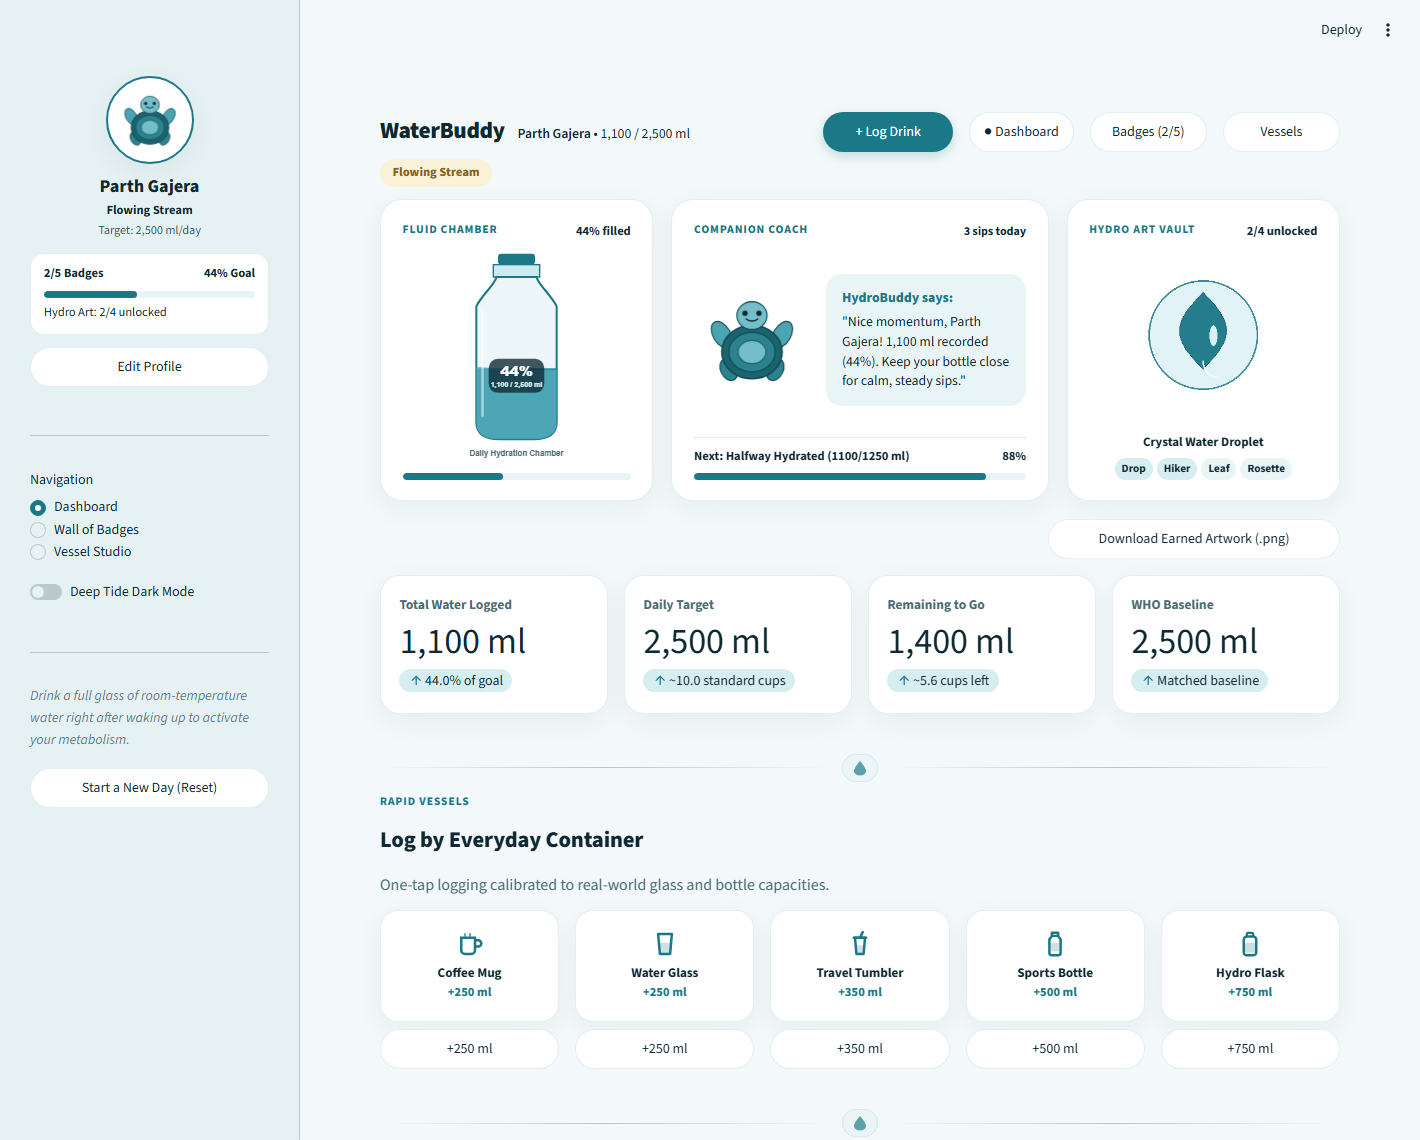 Deploy
Parth Gajera
Flowing Stream
Target: 2,500 ml/day
2/5 Badges 44% Goal
Hydro Art: 2/4 unlocked
Edit Profile
Navigation
Dashboard
Wall of Badges
Vessel Studio
Deep Tide Dark Mode
Drink a full glass of room-temperature
water right after waking up to activate
your metabolism.
Start a New Day (Reset)
WaterBuddy Parth Gajera • 1,100 / 2,500 ml
Flowing Stream
+ Log Drink
● Dashboard
Badges (2/5)
Vessels
FLUID CHAMBER 44% filled
44%
1,100 / 2,500 ml
Daily Hydration Chamber
COMPANION COACH 3 sips today
HydroBuddy says:
"Nice momentum, Parth
Gajera! 1,100 ml recorded
(44%). Keep your bottle close
for calm, steady sips."
Next: Halfway Hydrated (1100/1250 ml) 88%
HYDRO ART VAULT 2/4 unlocked
Crystal Water Droplet
Drop Hiker Leaf Rosette
Download Earned Artwork (.png)
Total Water Logged
1,100 ml
↑ 44.0% of goal
Daily Target
2,500 ml
↑ ~10.0 standard cups
Remaining to Go
1,400 ml
↑ ~5.6 cups left
WHO Baseline
2,500 ml
↑ Matched baseline
RAPID VESSELS
Log by Everyday Container
One-tap logging calibrated to real-world glass and bottle capacities.
Coffee Mug
+250 ml
+250 ml
Water Glass
+250 ml
+250 ml
Travel Tumbler
+350 ml
+350 ml
Sports Bottle
+500 ml
+500 ml
Hydro Flask
+750 ml
+750 ml